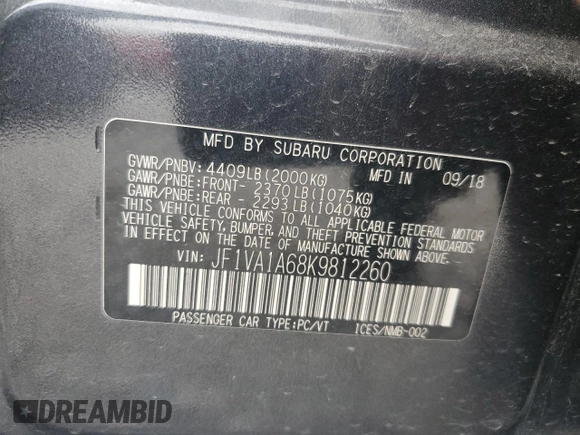 MFD BY SUBARU CORPORATION
GVWR/PNBV: 4409LB(2000KG) MFD IN 09/18
GAWR/PNBE:FRONT- 2370LB(1075KG)
GAWR/PNBE:REAR - 2293LB(1040KG)
THIS VEHICLE CONFORMS TO ALL APPLICABLE FEDERAL MOTOR
VEHICLE SAFETY, BUMPER, AND THEFT PREVENTION STANDARDS
IN EFFECT ON THE DATE OF MANUFACTURE SHOWN ABOVE.
VIN: JF1VA1A68K9812260
PASSENGER CAR TYPE:PC/VT ICES/NMB-002
DREAMBID